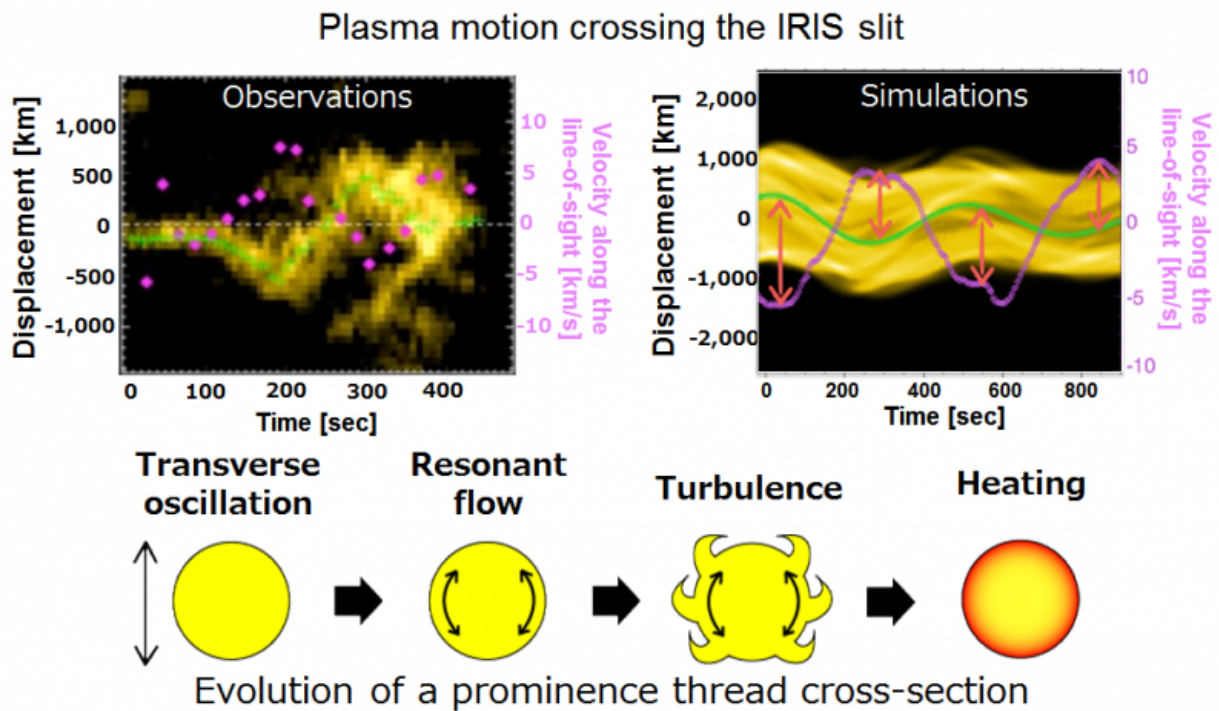 Plasma motion crossing the IRIS slit
Observations
Displacement [km]
1,000
500
0
-500
-1,000
10
5
0
-5
-10
Velocity along the
line-of-sight [km/s]
0
100
200
300
400
Time [sec]
Simulations
Displacement [km]
2,000
1,000
0
-1,000
-2,000
10
5
0
-5
-10
Velocity along the
line-of-sight [km/s]
0
200
400
600
800
Time [sec]
Transverse
oscillation
Resonant
flow
Turbulence
Heating
Evolution of a prominence thread cross-section